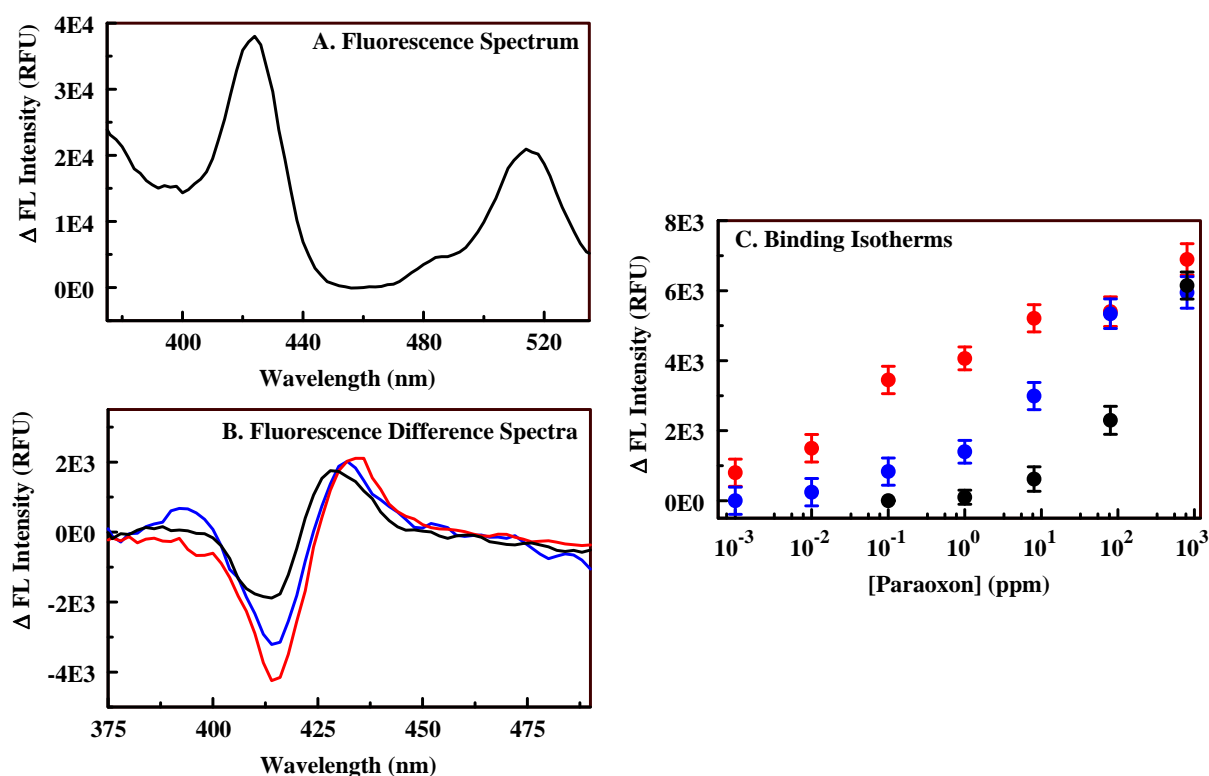 A. Fluorescence Spectrum
Δ FL Intensity (RFU)
4E4
3E4
2E4
1E4
0E0
400 440 480 520
Wavelength (nm)
B. Fluorescence Difference Spectra
Δ FL Intensity (RFU)
2E3
0E0
-2E3
-4E3
375 400 425 450 475
Wavelength (nm)
C. Binding Isotherms
Δ FL Intensity (RFU)
8E3
6E3
4E3
2E3
0E0
10⁻³ 10⁻² 10⁻¹ 10⁰ 10¹ 10² 10³
[Paraoxon] (ppm)